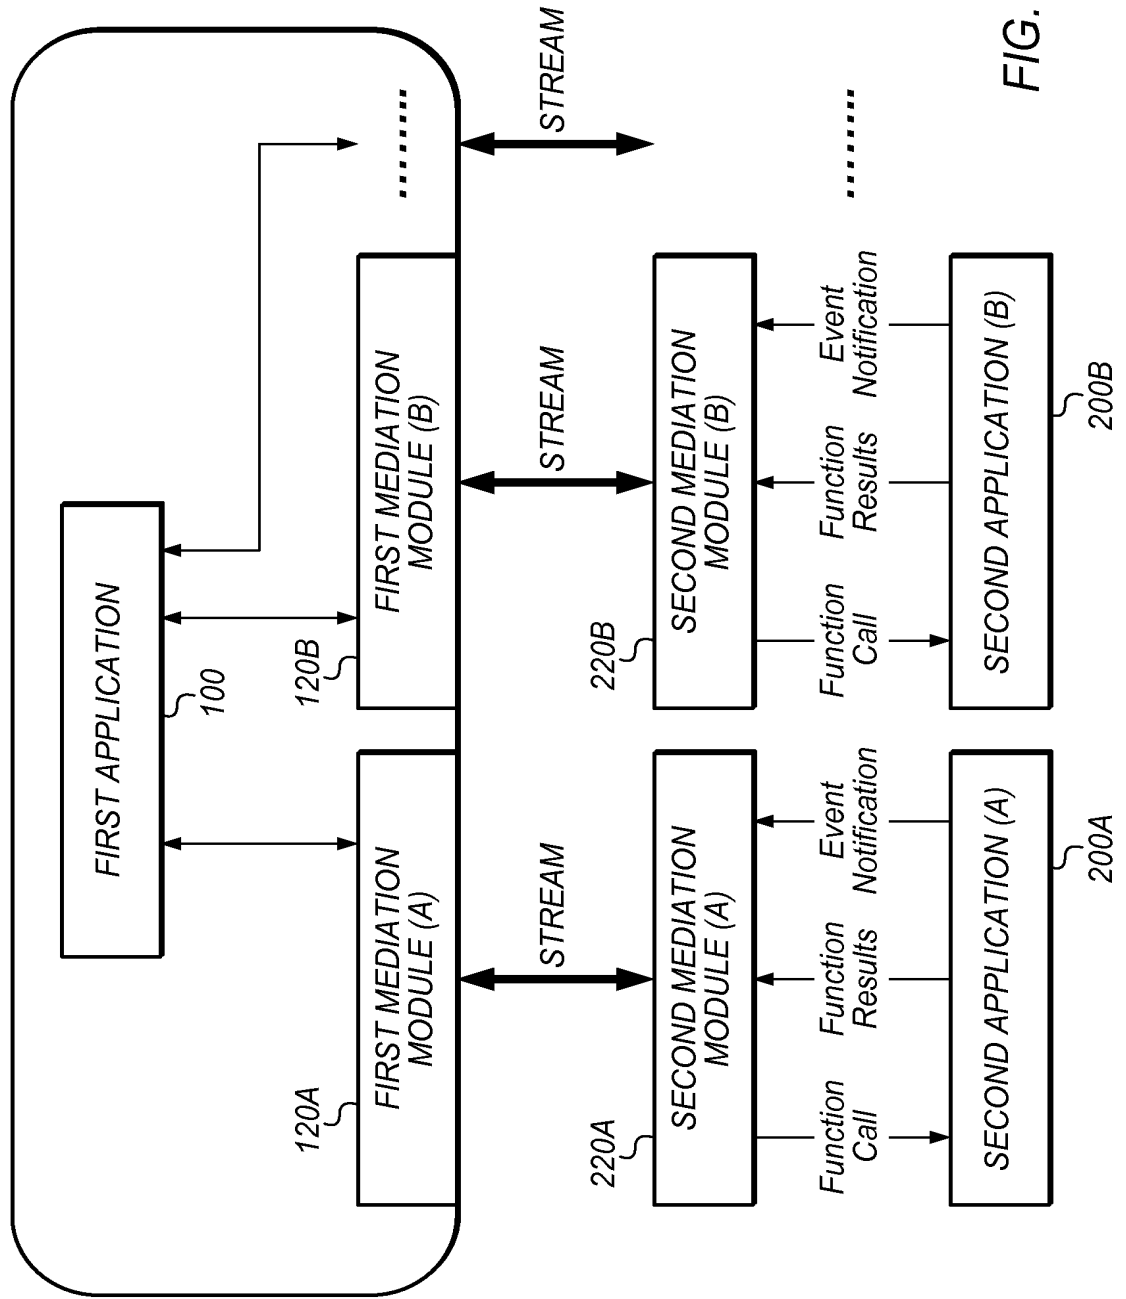 FIRST APPLICATION
100
120A
FIRST MEDIATION
MODULE (A)
120B
FIRST MEDIATION
MODULE (B)
........
STREAM
STREAM
STREAM
220A
SECOND MEDIATION
MODULE (A)
220B
SECOND MEDIATION
MODULE (B)
Function
Call
Function
Results
Event
Notification
Function
Call
Function
Results
Event
Notification
........
SECOND APPLICATION (A)
200A
SECOND APPLICATION (B)
200B
FIG.